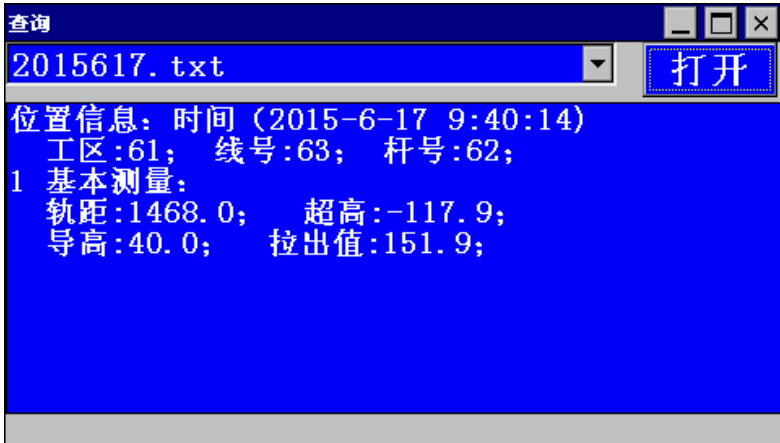 查询
2015617.txt
打开
位置信息：时间（2015-6-17 9:40:14）
工区:61； 线号:63； 杆号:62；
1 基本测量：
轨距:1468.0； 超高:-117.9；
导高:40.0； 拉出值:151.9；